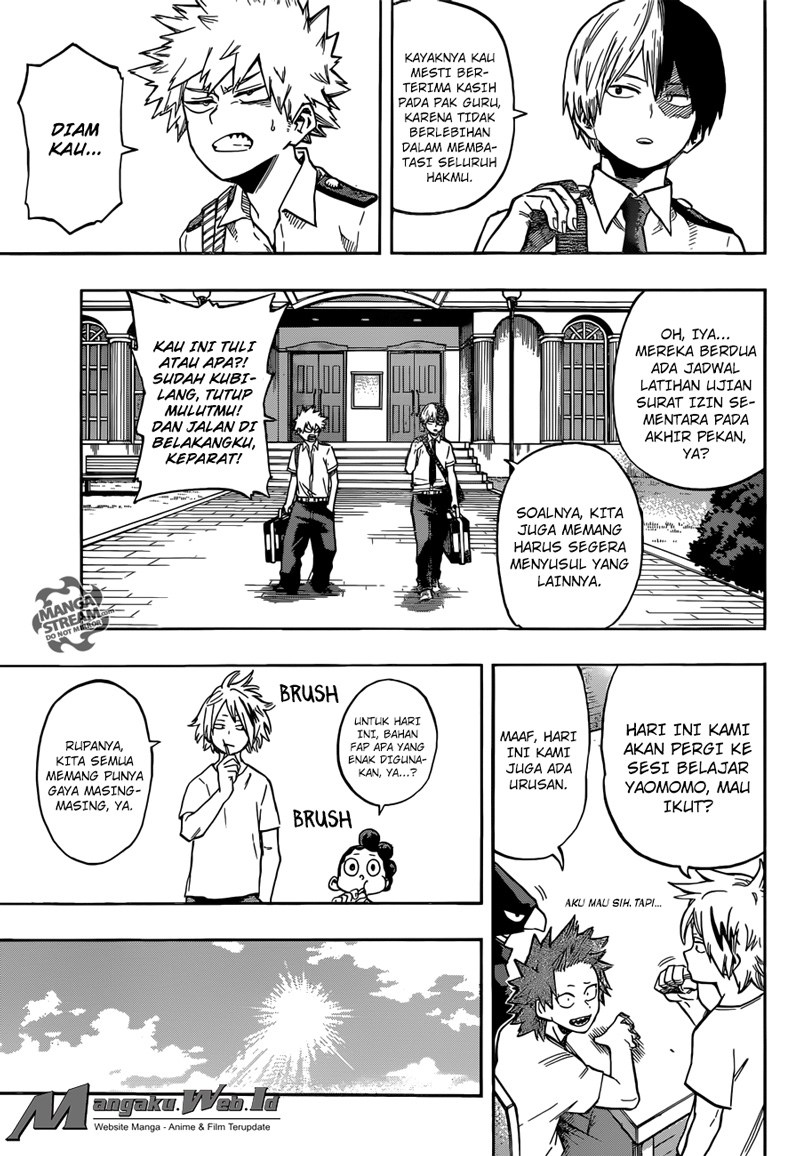 KAYAKNYA KAU
MESTI BER-
TERIMA KASIH
PADA PAK GURU,
KARENA TIDAK
BERLEBIHAN
DALAM MEMBA-
TASI SELURUH
HAKMU.
DIAM
KAU...
OH, IYA...
MEREKA BERDUA
ADA JADWAL
LATIHAN UJIAN
SURAT IZIN SE-
MENTARA PADA
AKHIR PEKAN,
YA?
SOALNYA, KITA
JUGA MEMANG
HARUS SEGERA
MENYUSUL YANG
LAINNYA.
KAU INI TULI
ATAU APA?!
SUDAH KUBI-
LANG, TUTUP
MULUTMU!
DAN JALAN DI
BELAKANGKU,
KEPARAT!
MANGA
STREAM.com
DO NOT MIRROR
HARI INI KAMI
AKAN PERGI KE
SESI BELAJAR
YAOMOMO, MAU
IKUT?
MAAF, HARI
INI KAMI
JUGA ADA
URUSAN.
AKU MAU SIH, TAPI...
BRUSH
UNTUK HARI
INI, BAHAN
FAP APA YANG
ENAK DIGUNA-
KAN, YA...?
BRUSH
RUPANYA,
KITA SEMUA
MEMANG PUNYA
GAYA MASING-
MASING, YA.
Mangaku.Web.Id
Website Manga - Anime & Film Terupdate